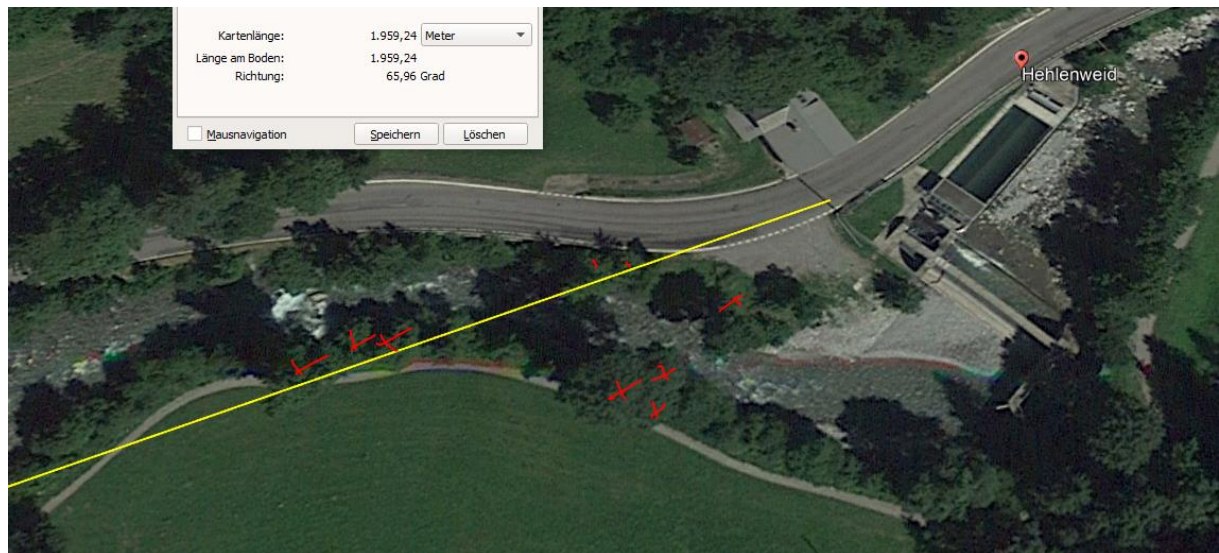 Kartenlänge: 1.959,24 Meter
Länge am Boden: 1.959,24
Richtung: 65,96 Grad
Mausnavigation Speichern Löschen
Hehlenweid